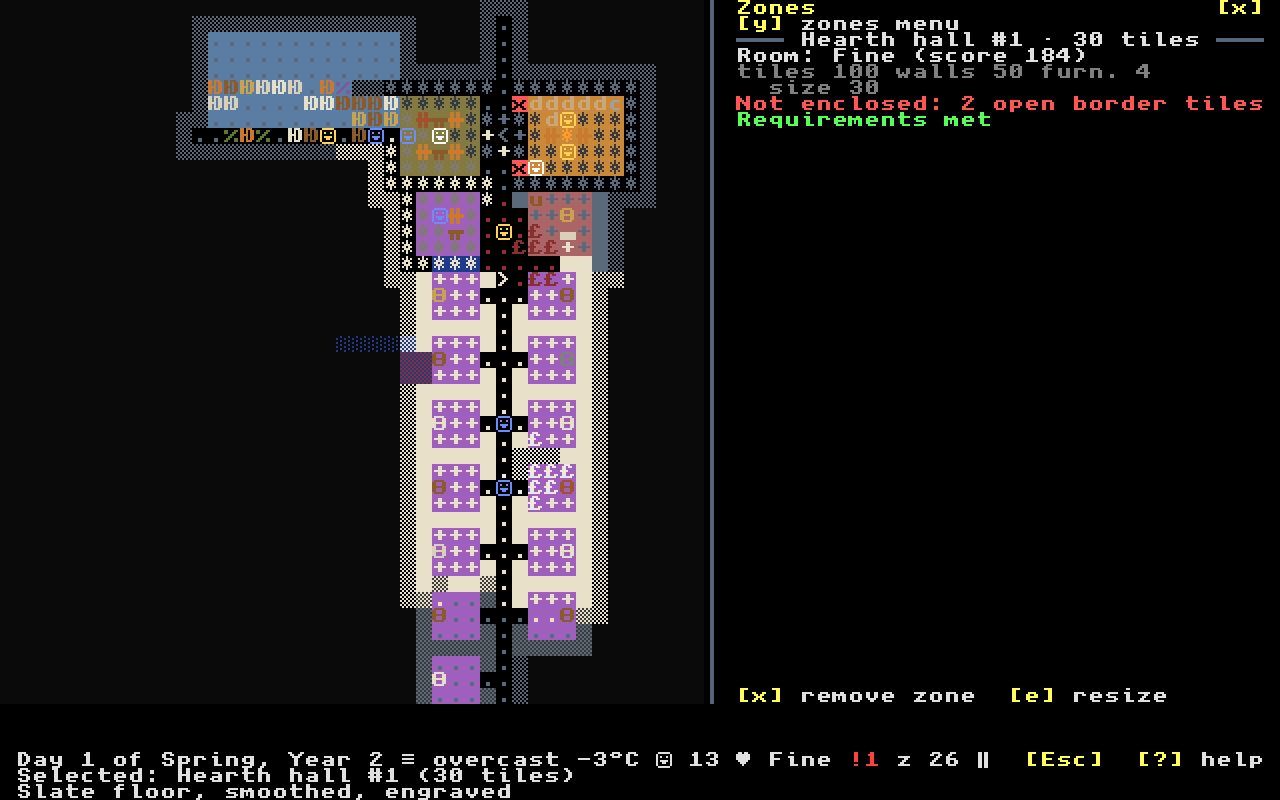 Zones [x]
[y] zones menu
Hearth hall #1 · 30 tiles
Room: Fine (score 184)
tiles 100 walls 50 furn. 4
size 30
Not enclosed: 2 open border tiles
Requirements met
[x] remove zone [e] resize
Day 1 of Spring, Year 2 ≡ overcast -3°C ☺ 13 ♥ Fine !1 z 26 ‖ [Esc] [?] help
Selected: Hearth hall #1 (30 tiles)
Slate floor, smoothed, engraved